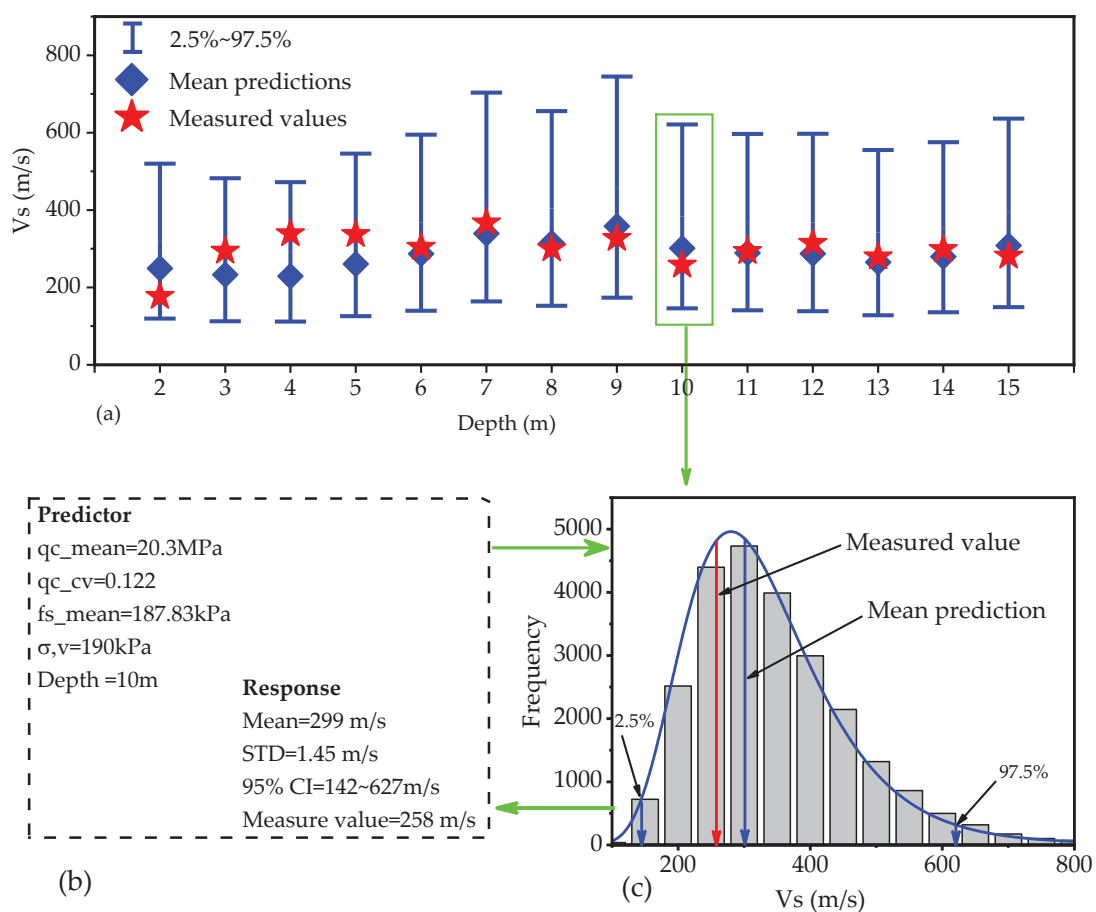 2.5%~97.5%
Mean predictions
Measured values
800
600
400
200
0
Vs (m/s)
2 3 4 5 6 7 8 9 10 11 12 13 14 15
Depth (m)
(a)
Predictor
qc_mean=20.3MPa
qc_cv=0.122
fs_mean=187.83kPa
σ,v=190kPa
Depth =10m
Response
Mean=299 m/s
STD=1.45 m/s
95% CI=142~627m/s
Measure value=258 m/s
(b)
5000
4000
3000
2000
1000
0
Frequency
Measured value
Mean prediction
2.5%
97.5%
200 400 600 800
Vs (m/s)
(c)